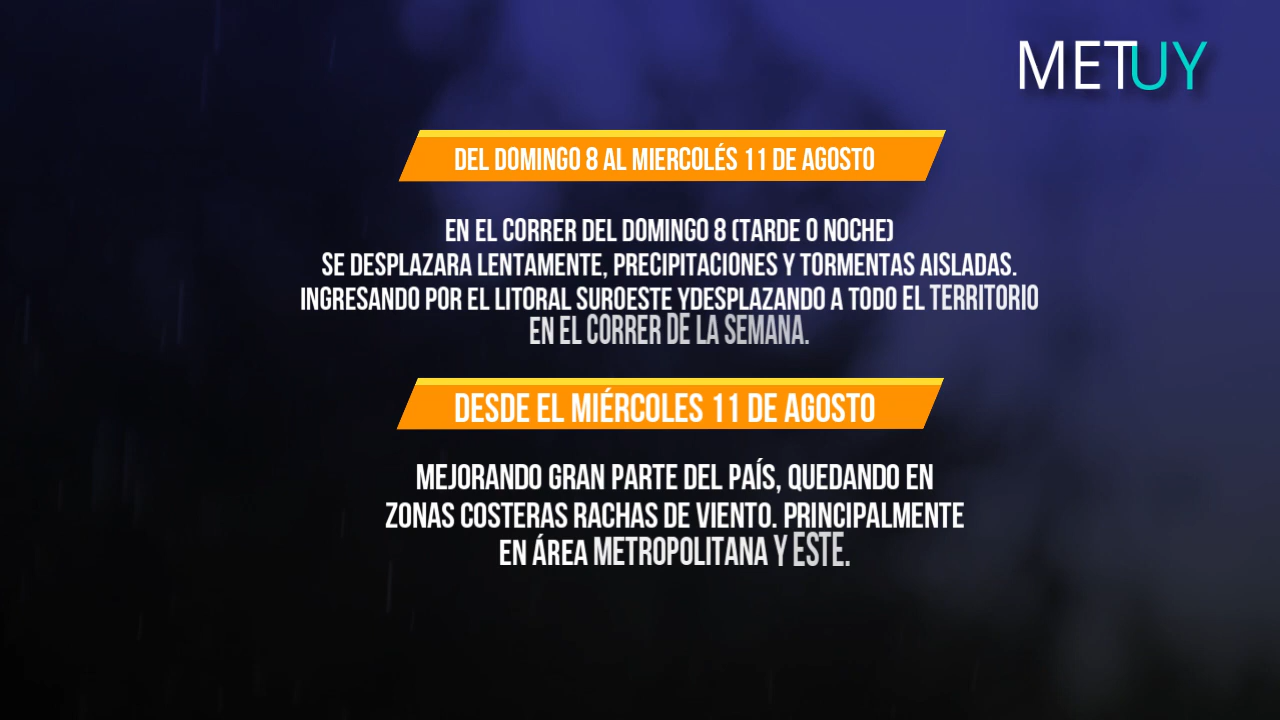 METUY
DEL DOMINGO 8 AL MIERCOLÉS 11 DE AGOSTO
EN EL CORRER DEL DOMINGO 8 (TARDE O NOCHE)
SE DESPLAZARA LENTAMENTE, PRECIPITACIONES Y TORMENTAS AISLADAS.
INGRESANDO POR EL LITORAL SUROESTE YDESPLAZANDO A TODO EL TERRITORIO
EN EL CORRER DE LA SEMANA.
DESDE EL MIÉRCOLES 11 DE AGOSTO
MEJORANDO GRAN PARTE DEL PAÍS, QUEDANDO EN
ZONAS COSTERAS RACHAS DE VIENTO. PRINCIPALMENTE
EN ÁREA METROPOLITANA Y ESTE.